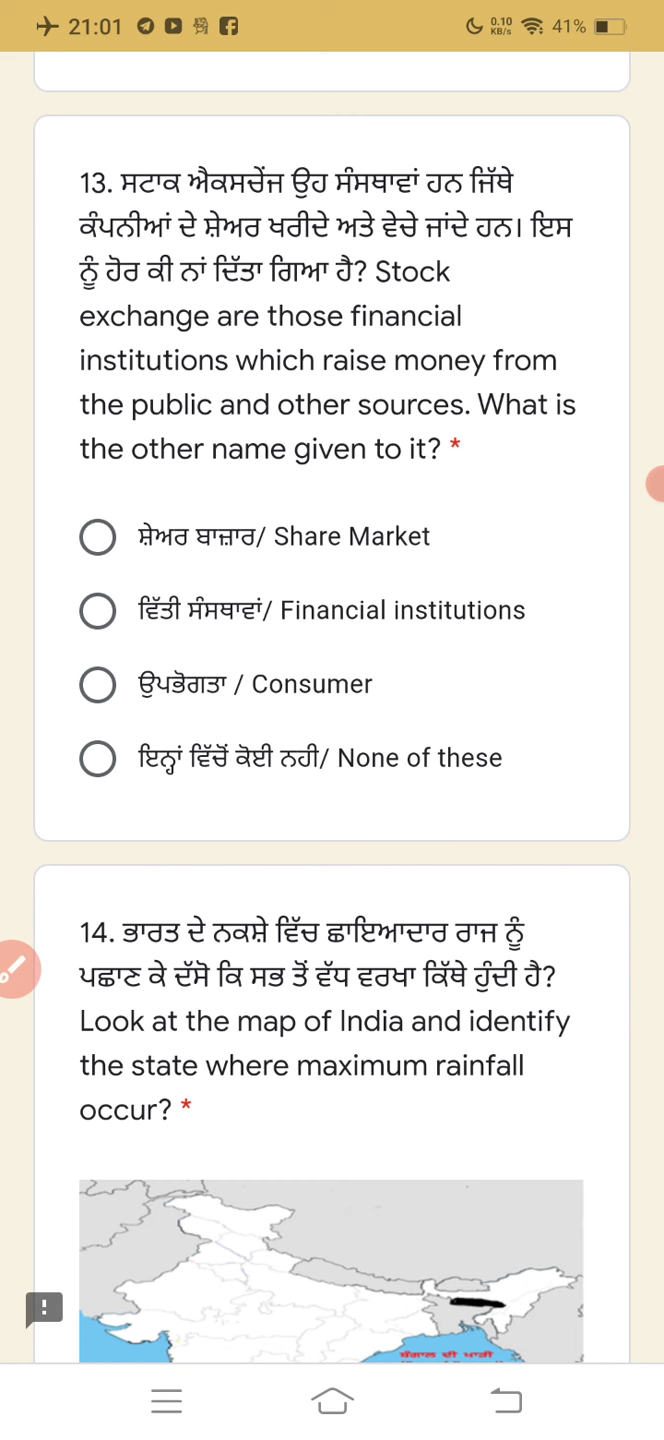 21:01
0.10
KB/s
41%
13. ਸਟਾਕ ਐਕਸਚੇਂਜ ਉਹ ਸੰਸਥਾਵਾਂ ਹਨ ਜਿੱਥੇ
ਕੰਪਨੀਆਂ ਦੇ ਸ਼ੇਅਰ ਖਰੀਦੇ ਅਤੇ ਵੇਚੇ ਜਾਂਦੇ ਹਨ। ਇਸ
ਨੂੰ ਹੋਰ ਕੀ ਨਾਂ ਦਿੱਤਾ ਗਿਆ ਹੈ? Stock
exchange are those financial
institutions which raise money from
the public and other sources. What is
the other name given to it? *
ਸ਼ੇਅਰ ਬਾਜ਼ਾਰ/ Share Market
ਵਿੱਤੀ ਸੰਸਥਾਵਾਂ/ Financial institutions
ਉਪਭੋਗਤਾ / Consumer
ਇਨ੍ਹਾਂ ਵਿੱਚੋਂ ਕੋਈ ਨਹੀ/ None of these
14. ਭਾਰਤ ਦੇ ਨਕਸ਼ੇ ਵਿੱਚ ਛਾਇਆਦਾਰ ਰਾਜ ਨੂੰ
ਪਛਾਣ ਕੇ ਦੱਸੋ ਕਿ ਸਭ ਤੋਂ ਵੱਧ ਵਰਖਾ ਕਿੱਥੇ ਹੁੰਦੀ ਹੈ?
Look at the map of India and identify
the state where maximum rainfall
occur? *
ਬੰਗਾਲ ਦੀ ਖਾੜੀ